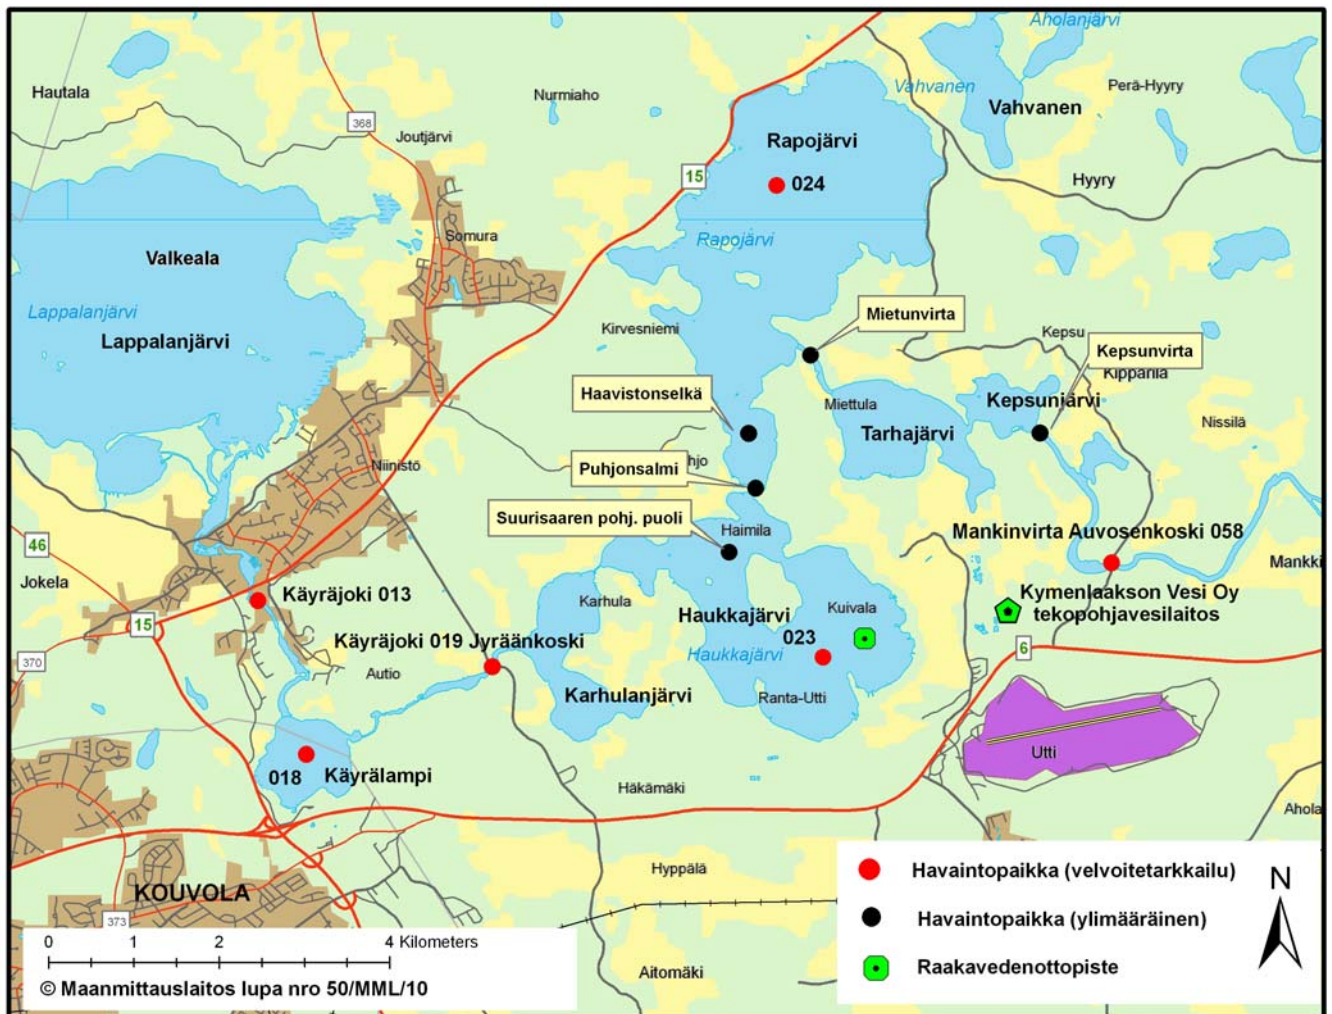 Aholanjärvi
Hautala
Nurmiaho
Vahvanen
Perä-Hyyry
Vahvanen
368
Joutjärvi
Rapojärvi
15
024
Hyyry
Somura
Rapojärvi
Valkeala
Lappalanjärvi
Lappalanjärvi
Kirvesniemi
Mietunvirta
Kepsu
Kepsunvirta
Kipparila
Haavistonselkä
Miettula
Kepsunjärvi
Tarhajärvi
Nissilä
Niinistö
Puhjonsalmi
hjo
Suurisaaren pohj. puoli
Haimila
46
Mankinvirta Auvosenkoski 058
Mankki
Jokela
Käyräjoki 013
Karhula
Haukkajärvi
Kuivala
Kymenlaakson Vesi Oy
tekopohjavesilaitos
15
023
Käyräjoki 019 Jyräänkoski
Haukkajärvi
6
370
Autio
Karhulanjärvi
Ranta-Utti
Utti
018
Käyrälampi
Häkämäki
Ahola
Hyppälä
KOUVOLA
373
Aitomäki
0 1 2 4 Kilometers
© Maanmittauslaitos lupa nro 50/MML/10
Havaintopaikka (velvoitetarkkailu)
Havaintopaikka (ylimääräinen)
Raakavedenottopiste
N